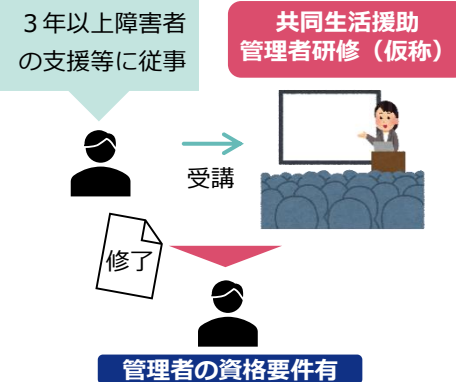 ３年以上障害者
の支援等に従事
共同生活援助
管理者研修（仮称）
受講
修了
管理者の資格要件有